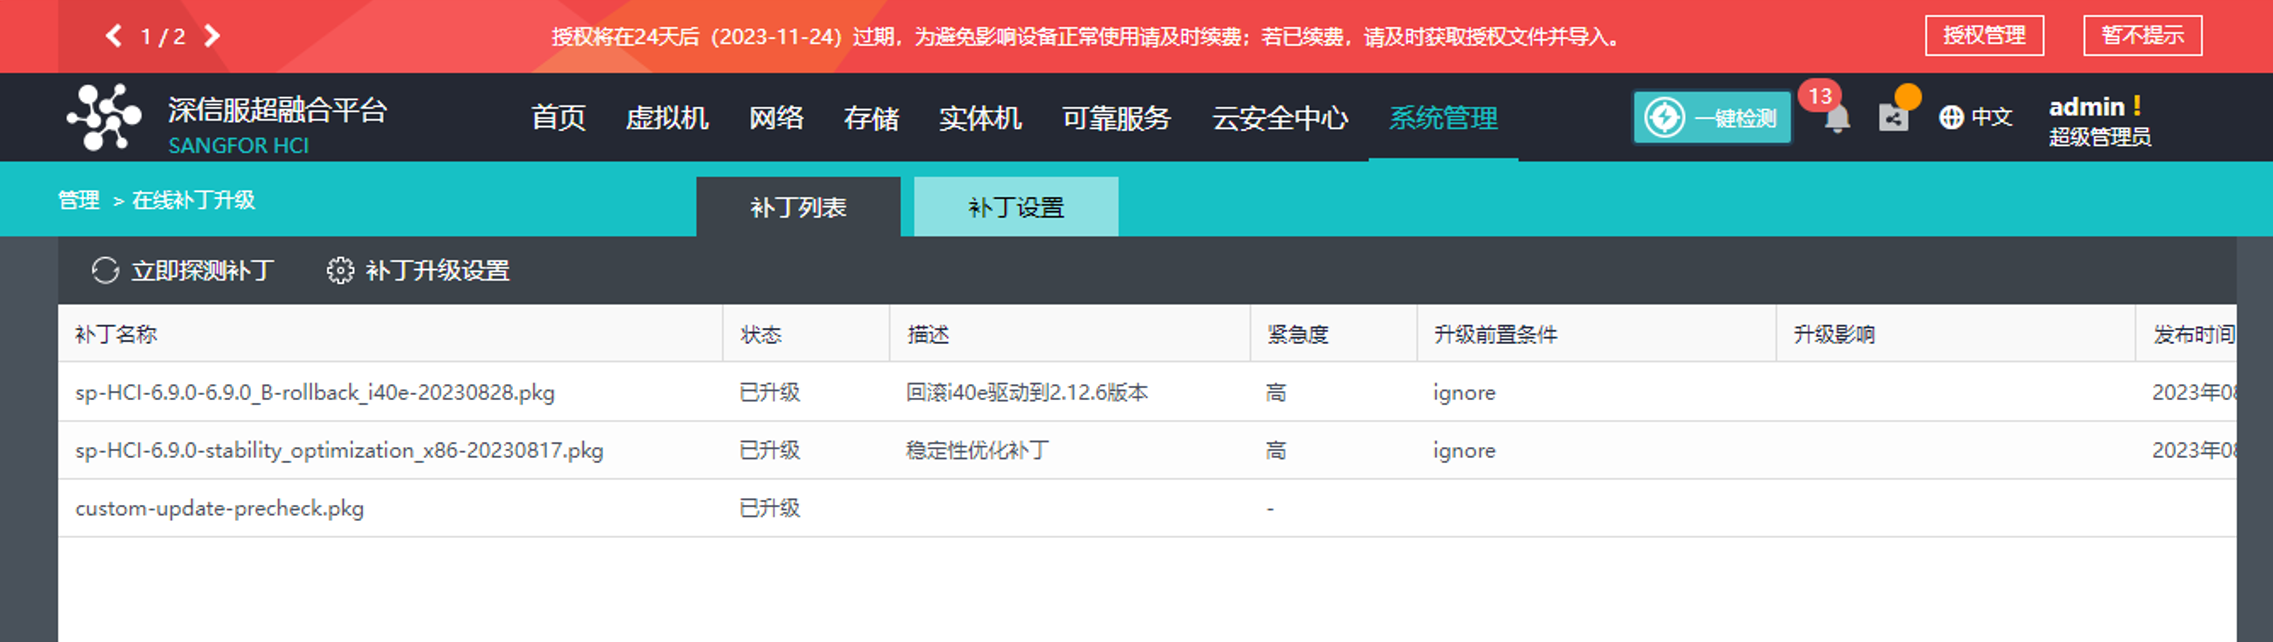 1 / 2
授权将在24天后（2023-11-24）过期，为避免影响设备正常使用请及时续费；若已续费，请及时获取授权文件并导入。
授权管理
暂不提示
深信服超融合平台
SANGFOR HCI
首页 虚拟机 网络 存储 实体机 可靠服务 云安全中心 系统管理
一键检测
13
中文
admin !
超级管理员
管理 > 在线补丁升级
补丁列表
补丁设置
立即探测补丁 补丁升级设置
补丁名称 状态 描述 紧急度 升级前置条件 升级影响 发布时间
sp-HCI-6.9.0-6.9.0_B-rollback_i40e-20230828.pkg 已升级 回滚i40e驱动到2.12.6版本 高 ignore 2023年08
sp-HCI-6.9.0-stability_optimization_x86-20230817.pkg 已升级 稳定性优化补丁 高 ignore 2023年08
custom-update-precheck.pkg 已升级 -